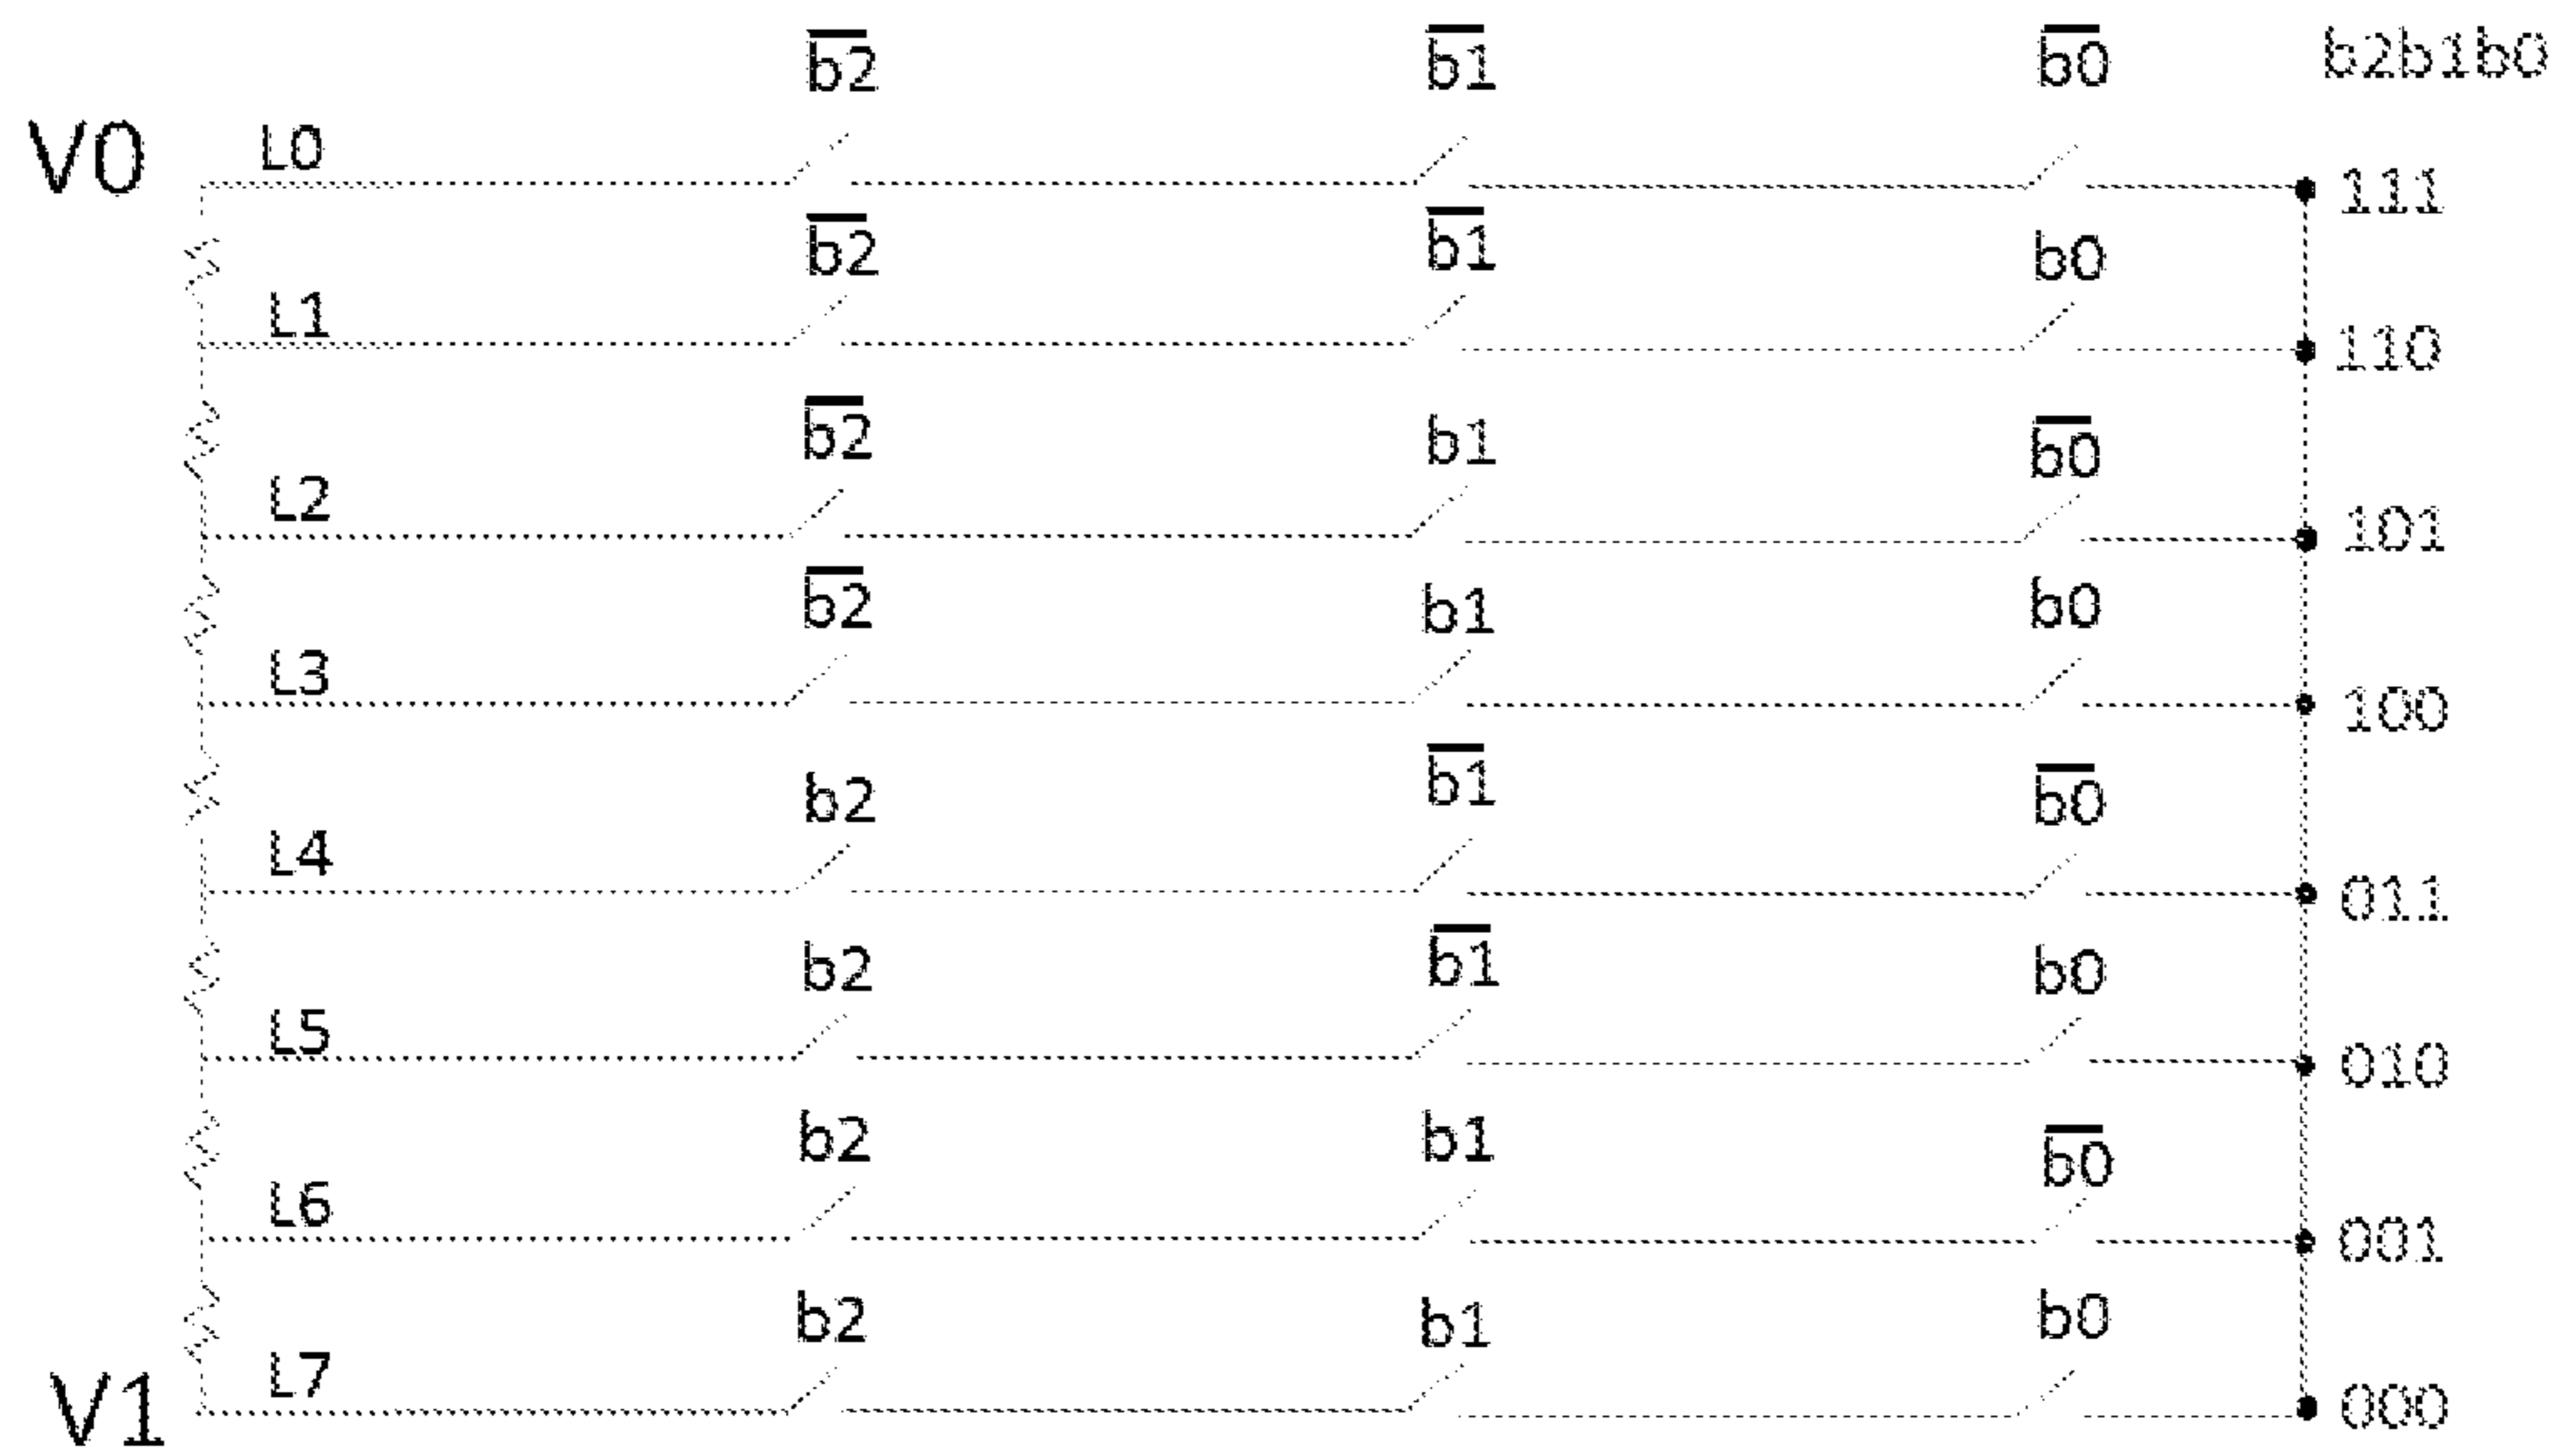 b̅2̅ b̅1̅ b̅0̅ b2b1b0
V0 L0 111
b̅2̅ b̅1̅ b0
L1 110
b̅2̅ b1 b̅0̅
L2 101
b̅2̅ b1 b0
L3 100
b2 b̅1̅ b̅0̅
L4 011
b2 b̅1̅ b0
L5 010
b2 b1 b̅0̅
L6 001
b2 b1 b0
V1 L7 000